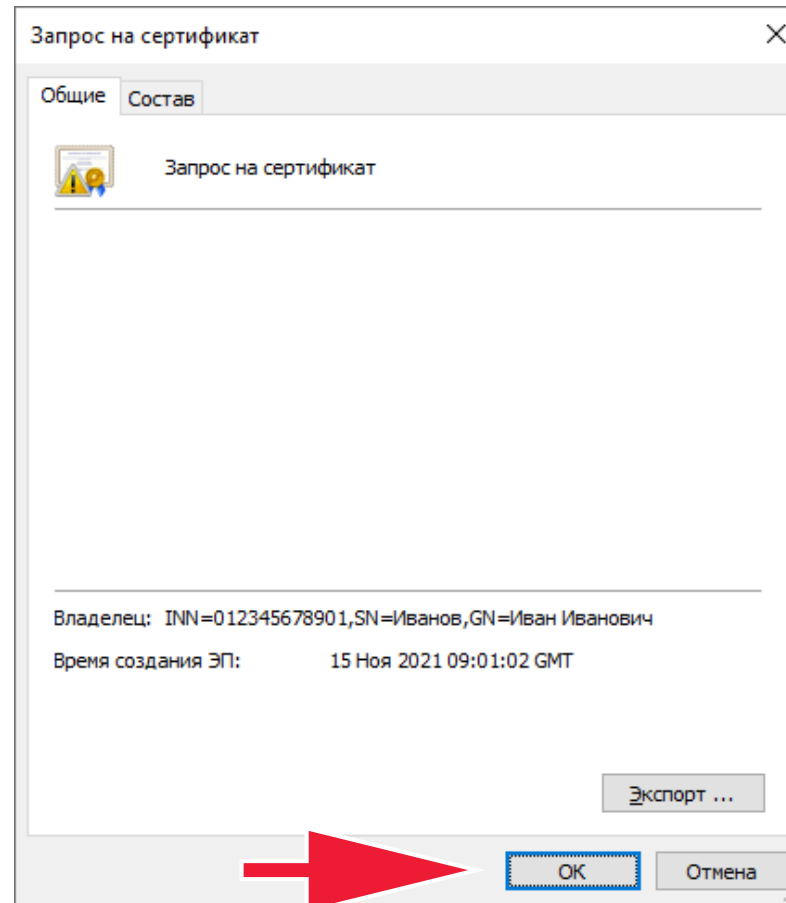 Запрос на сертификат
Общие Состав
Запрос на сертификат
Владелец: INN=012345678901,SN=Иванов,GN=Иван Иванович
Время создания ЭП: 15 Ноя 2021 09:01:02 GMT
Экспорт ...
ОК Отмена